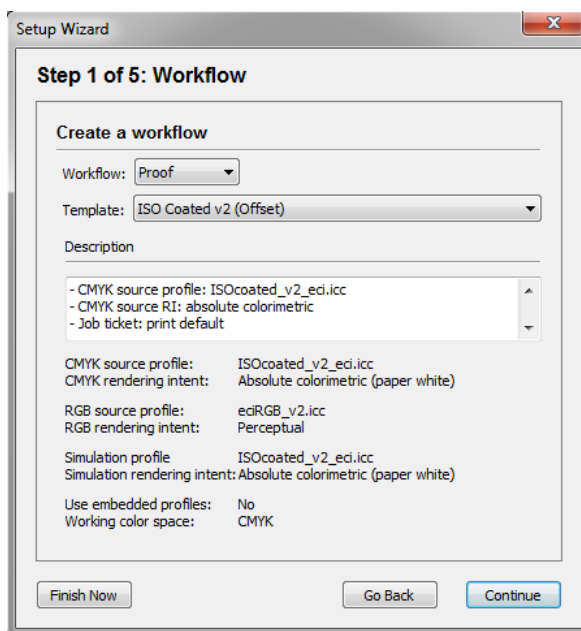 Setup Wizard
Step 1 of 5: Workflow
Create a workflow
Workflow: Proof
Template: ISO Coated v2 (Offset)
Description
- CMYK source profile: ISOcoated_v2_eci.icc
- CMYK source RI: absolute colorimetric
- Job ticket: print default
CMYK source profile: ISOcoated_v2_eci.icc
CMYK rendering intent: Absolute colorimetric (paper white)
RGB source profile: eciRGB_v2.icc
RGB rendering intent: Perceptual
Simulation profile ISOcoated_v2_eci.icc
Simulation rendering intent: Absolute colorimetric (paper white)
Use embedded profiles: No
Working color space: CMYK
Finish Now Go Back Continue